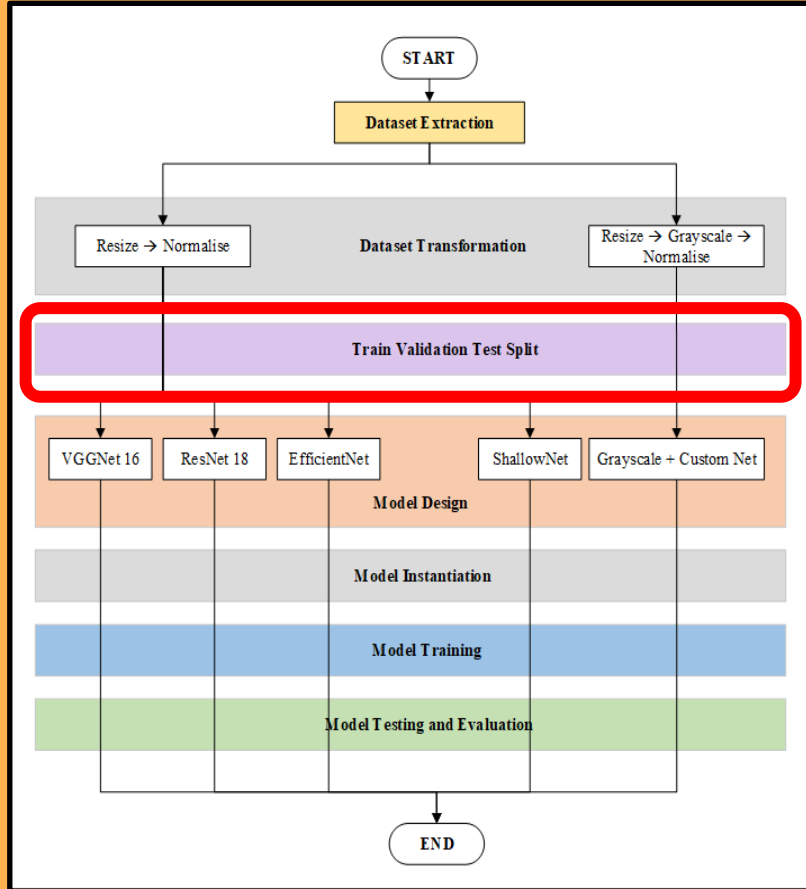 START
Dataset Extraction
Resize → Normalise
Dataset Transformation
Resize → Grayscale →
Normalise
Train Validation Test Split
VGGNet 16
ResNet 18
EfficientNet
ShallowNet
Grayscale + Custom Net
Model Design
Model Instantiation
Model Training
Model Testing and Evaluation
END